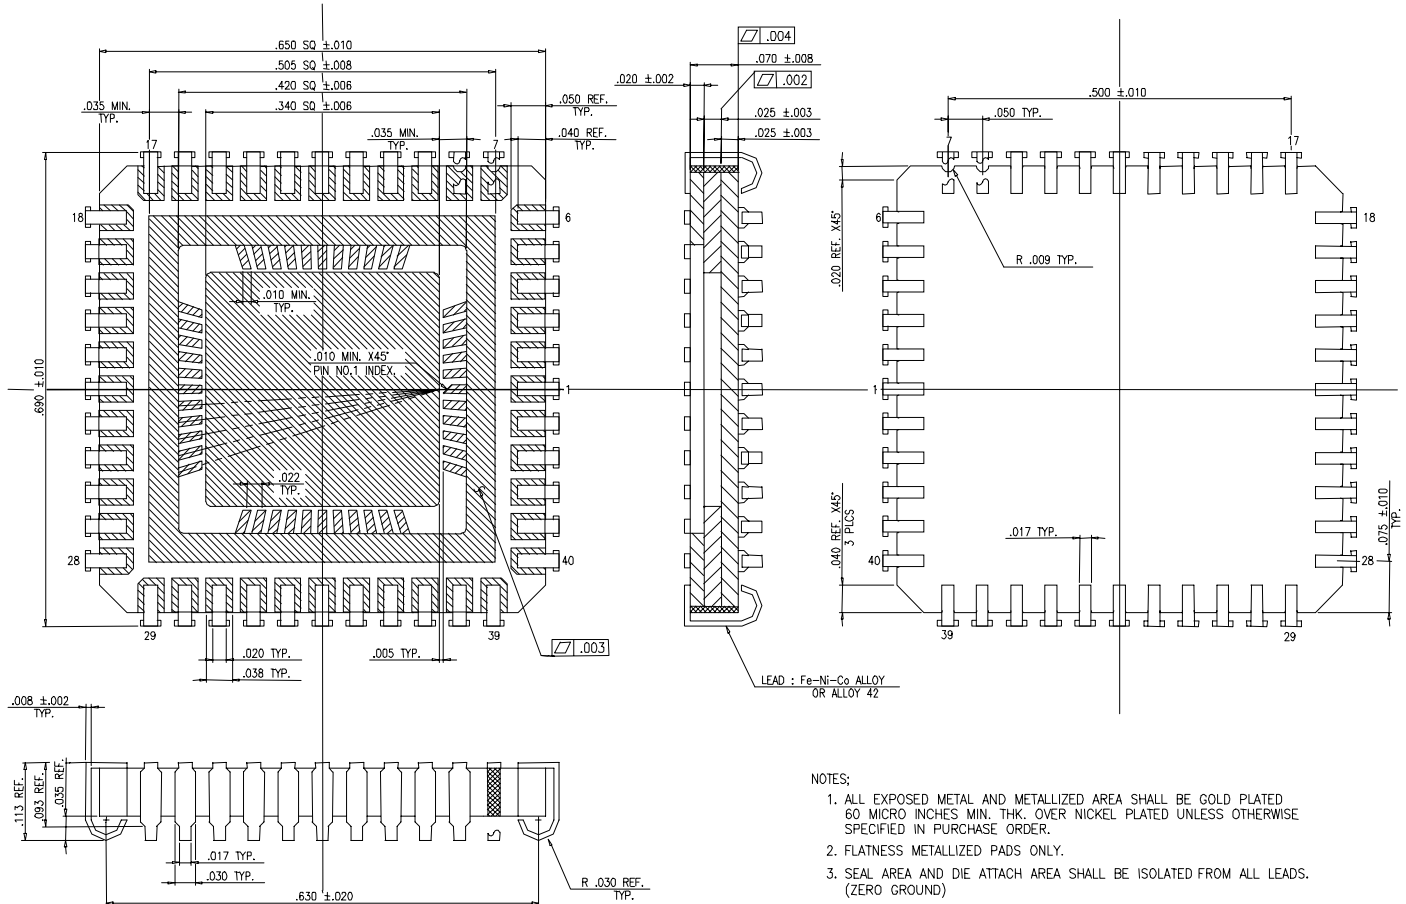 .650 SQ ±.010
.505 SQ ±.008
.420 SQ ±.006
.340 SQ ±.006
.035 MIN.
TYP.
.035 MIN.
TYP.
.050 REF.
TYP.
.040 REF.
TYP.
17
7
18
6
.690 ±.010
.010 MIN.
TYP.
.010 MIN. X45°
PIN NO.1 INDEX.
1
.022
TYP.
28
40
29
39
.020 TYP.
.038 TYP.
.005 TYP.
.003
.004
.070 ±.008
.002
.020 ±.002
.025 ±.003
.025 ±.003
LEAD : Fe-Ni-Co ALLOY
OR ALLOY 42
.500 ±.010
.050 TYP.
7
17
6
18
R .009 TYP.
.020 REF. X45°
1
.040 REF. X45°
3 PLCS
.017 TYP.
.075 ±.010
TYP.
40
28
39
29
.008 ±.002
TYP.
.113 REF.
.093 REF.
.035 REF.
.017 TYP.
.030 TYP.
.630 ±.020
R .030 REF.
TYP.
NOTES;
1. ALL EXPOSED METAL AND METALLIZED AREA SHALL BE GOLD PLATED
60 MICRO INCHES MIN. THK. OVER NICKEL PLATED UNLESS OTHERWISE
SPECIFIED IN PURCHASE ORDER.
2. FLATNESS METALLIZED PADS ONLY.
3. SEAL AREA AND DIE ATTACH AREA SHALL BE ISOLATED FROM ALL LEADS.
(ZERO GROUND)